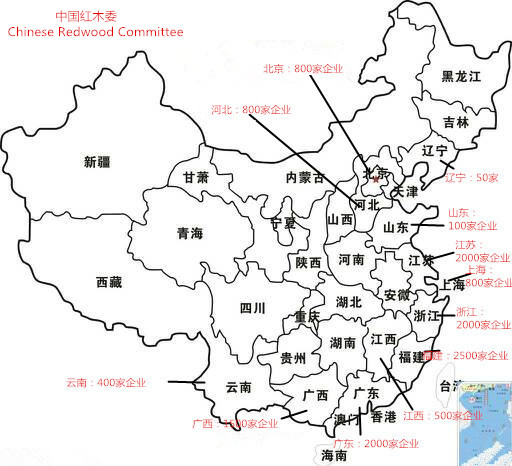 中国红木委
Chinese Redwood Committee
北京：800家企业
黑龙江
河北：800家企业
吉林
辽宁
新疆
甘肃
内蒙古
北京
辽宁：50家
天津
宁夏
河北
山西
山东
山东：
100家企业
青海
江苏：
2000家企业
陕西
河南
江苏
上海：
800家企业
西藏
上海
安微
四川
湖北
浙江
浙江：
2000家企业
重庆
湖南
江西
贵州
福建
福建：2500家企业
云南：400家企业
云南
广西
广东
台湾
江西：500家企业
广西：1500家企业
澳门
香港
广东：2000家企业
海南